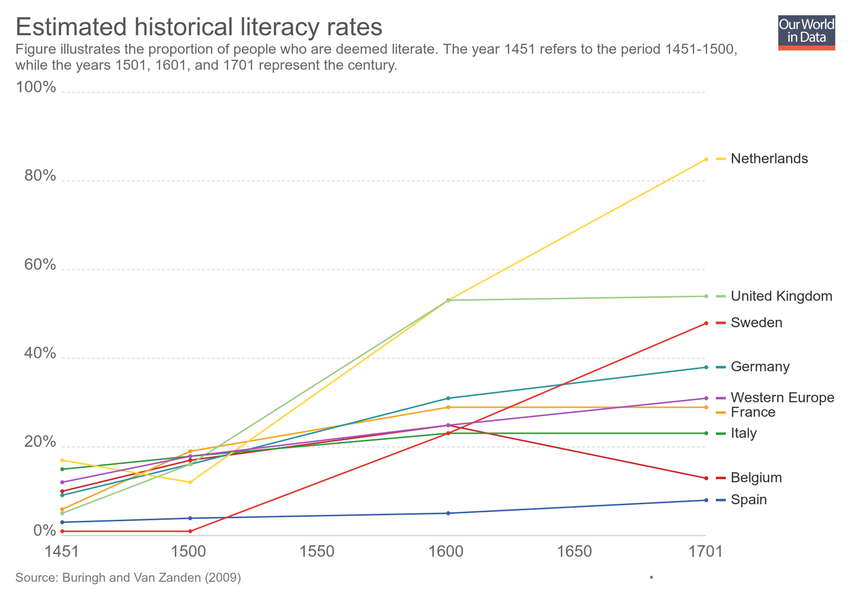 Estimated historical literacy rates
Our World
in Data
Figure illustrates the proportion of people who are deemed literate. The year 1451 refers to the period 1451-1500,
while the years 1501, 1601, and 1701 represent the century.
100%
80%
60%
40%
20%
0%
Netherlands
United Kingdom
Sweden
Germany
Western Europe
France
Italy
Belgium
Spain
1451 1500 1550 1600 1650 1701
Source: Buringh and Van Zanden (2009)